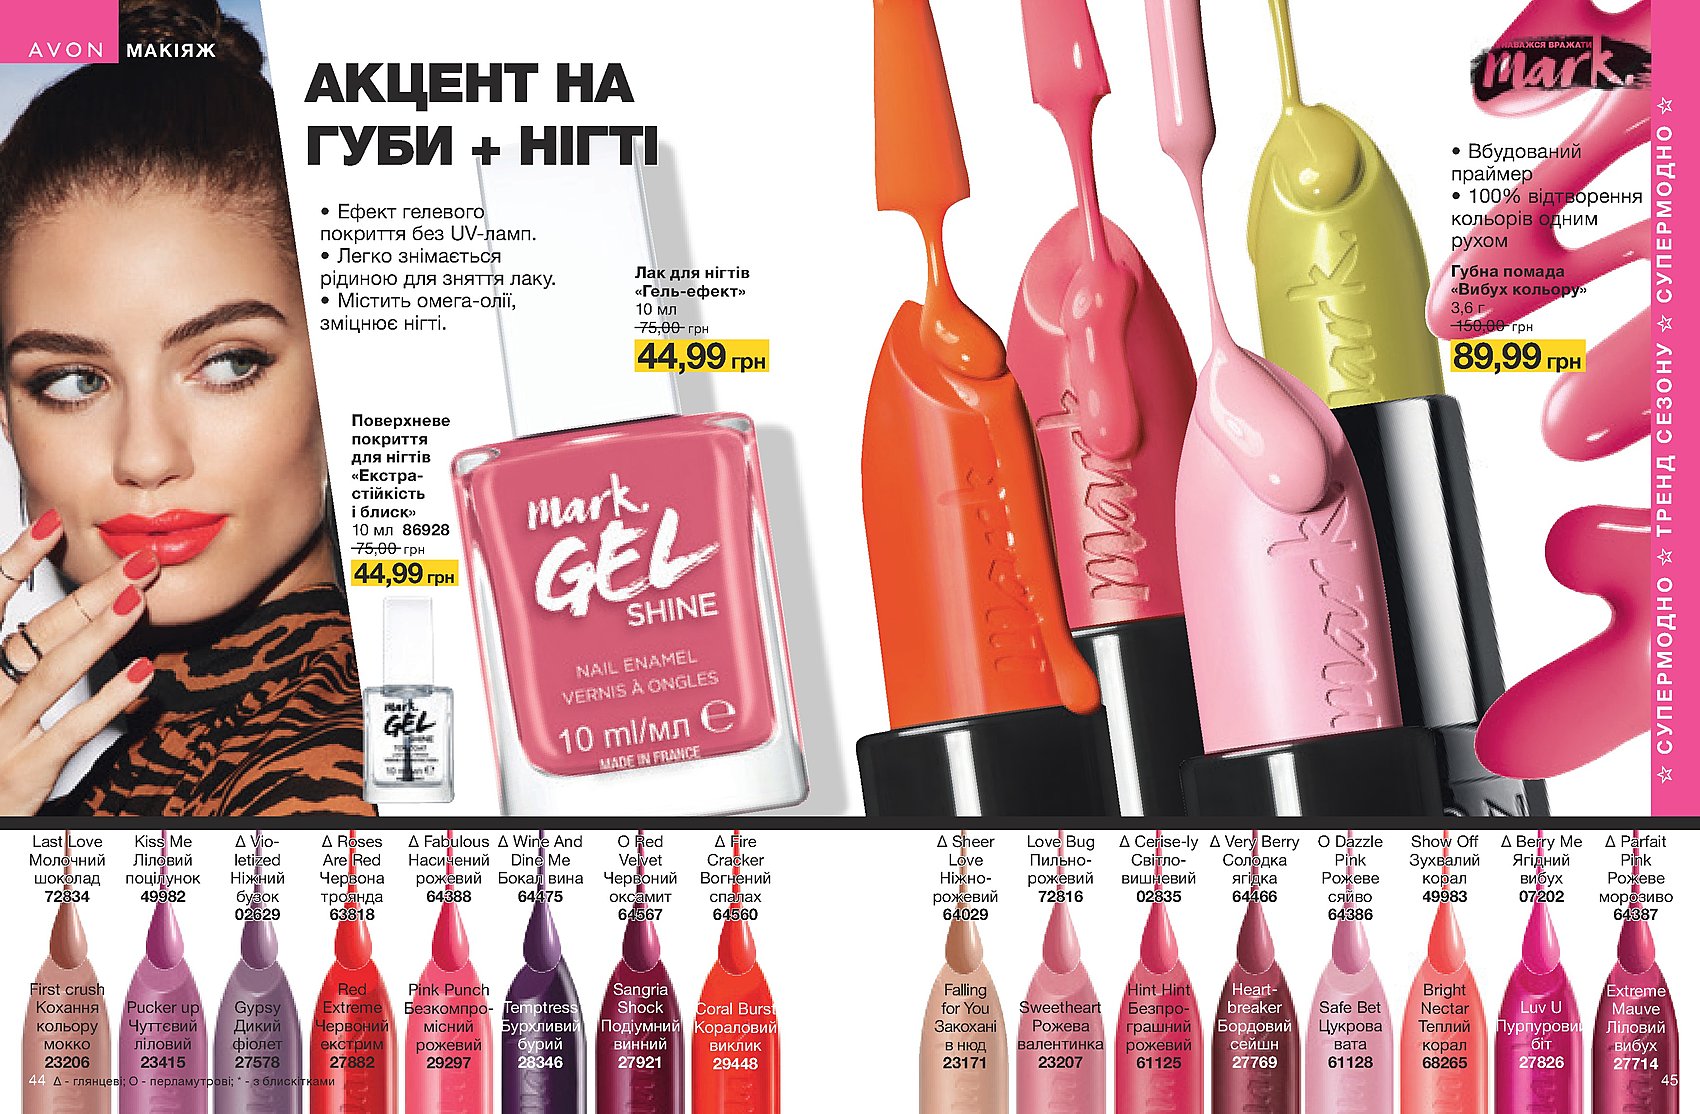 AVON МАКІЯЖ
АКЦЕНТ НА
ГУБИ + НІГТІ
• Ефект гелевого
покриття без UV-ламп.
• Легко знімається
рідиною для зняття лаку.
• Містить омега-олії,
зміцнює нігті.
Лак для нігтів
«Гель-ефект»
10 мл
75,00 грн
44,99 грн
Поверхневе
покриття
для нігтів
«Екстра-
стійкість
і блиск»
10 мл 86928
75,00 грн
44,99 грн
mark.
GEL
SHINE
NAIL ENAMEL
VERNIS À ONGLES
10 ml/мл e
MADE IN FRANCE
mark.
GEL
SHINE
TOP COAT
10 ml/мл e
mark.
mark.
mark.
mark.
НАВАЖСЯ ВРАЖАТИ
mark.
• Вбудований
праймер
• 100% відтворення
кольорів одним
рухом
Губна помада
«Вибух кольору»
3,6 г
150,00 грн
89,99 грн
☆ СУПЕРМОДНО ☆ ТРЕНД СЕЗОНУ ☆ СУПЕРМОДНО ☆
Last Love
Молочний
шоколад
72834
Kiss Me
Ліловий
поцілунок
49982
Δ Vio-
letized
Ніжний
бузок
02629
Δ Roses
Are Red
Червона
троянда
63818
Δ Fabulous
Насичений
рожевий
64388
Δ Wine And
Dine Me
Бокал вина
64475
О Red
Velvet
Червоний
оксамит
64567
Δ Fire
Cracker
Вогнений
спалах
64560
Δ Sheer
Love
Ніжно-
рожевий
64029
Love Bug
Пильно-
рожевий
72816
Δ Cerise-ly
Світло-
вишневий
02835
Δ Very Berry
Солодка
ягідка
64466
О Dazzle
Pink
Рожеве
сяйво
64386
Show Off
Зухвалий
корал
49983
Δ Berry Me
Ягідний
вибух
07202
Δ Parfait
Pink
Рожеве
морозиво
64387
First crush
Кохання
кольору
мокко
23206
Pucker up
Чуттєвий
ліловий
23415
Gypsy
Дикий
фіолет
27578
Red
Extreme
Червоний
екстрим
27882
Pink Punch
Безкомпро-
місний
рожевий
29297
Temptress
Бурхливий
бурий
28346
Sangria
Shock
Подіумний
винний
27921
Coral Burst
Кораловий
виклик
29448
Falling
for You
Закохані
в нюд
23171
Sweetheart
Рожева
валентинка
23207
Hint Hint
Безпро-
грашний
рожевий
61125
Heart-
breaker
Бордовий
сейшн
27769
Safe Bet
Цукрова
вата
61128
Bright
Nectar
Теплий
корал
68265
Luv U
Пурпуровий
біт
27826
Extreme
Mauve
Ліловий
вибух
27714
44 Δ - глянцеві; О - перламутрові; * - з блискітками
45